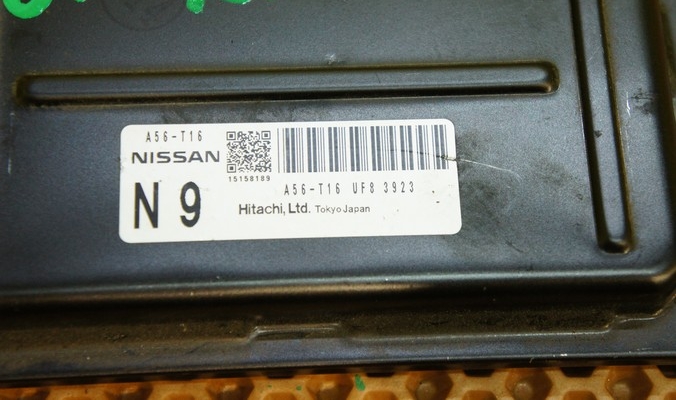 A56-T16
NISSAN
15158189
N 9
A56-T16 UF8 3923
Hitachi, Ltd. Tokyo Japan